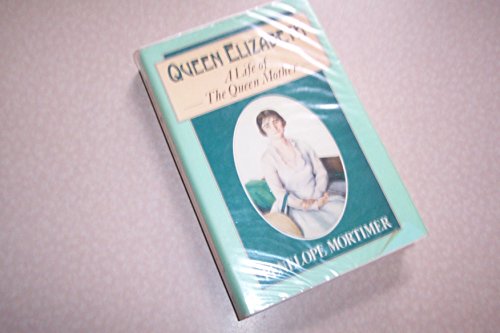 QUEEN ELIZABETH
A Life of
The Queen Mother
PENELOPE MORTIMER